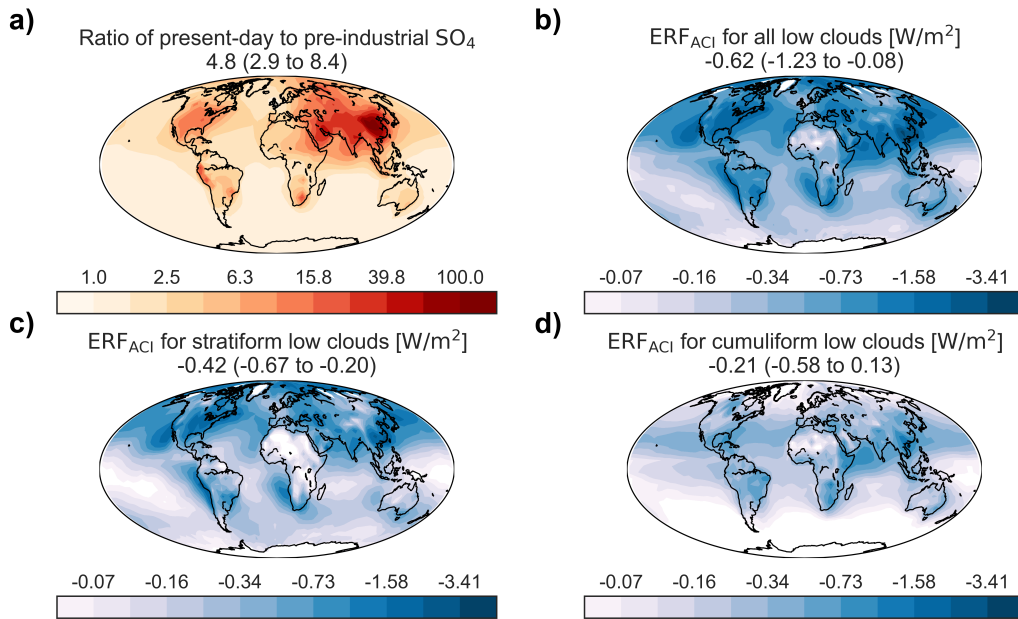 a)
Ratio of present-day to pre-industrial SO₄
4.8 (2.9 to 8.4)
1.0 2.5 6.3 15.8 39.8 100.0
b)
ERF_ACI for all low clouds [W/m²]
-0.62 (-1.23 to -0.08)
-0.07 -0.16 -0.34 -0.73 -1.58 -3.41
c)
ERF_ACI for stratiform low clouds [W/m²]
-0.42 (-0.67 to -0.20)
-0.07 -0.16 -0.34 -0.73 -1.58 -3.41
d)
ERF_ACI for cumuliform low clouds [W/m²]
-0.21 (-0.58 to 0.13)
-0.07 -0.16 -0.34 -0.73 -1.58 -3.41